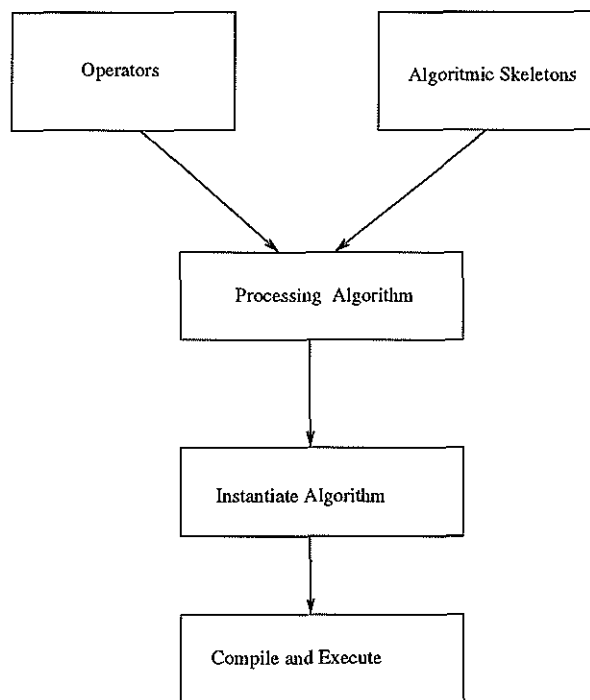 Operators
Algoritmic Skeletons
Processing Algorithm
Instantiate Algorithm
Compile and Execute